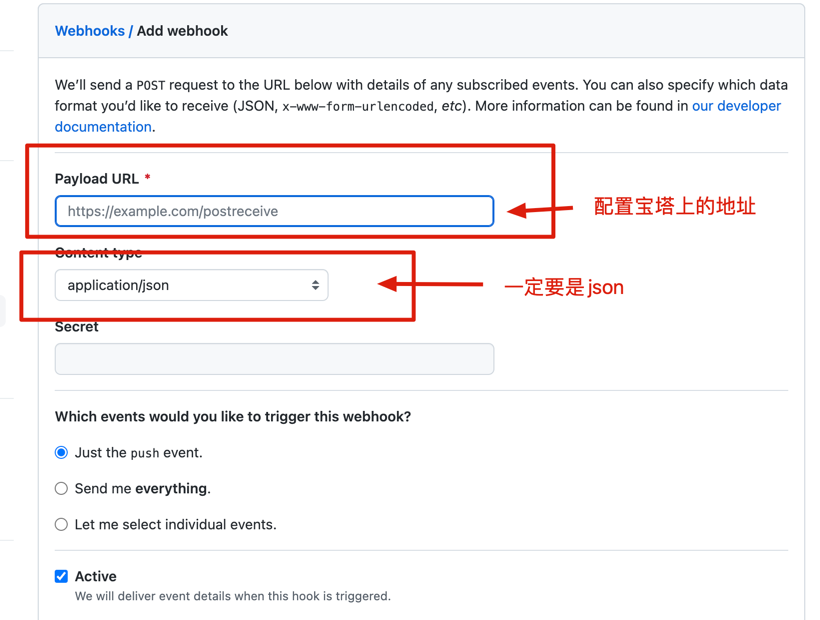 Webhooks / Add webhook
We’ll send a POST request to the URL below with details of any subscribed events. You can also specify which data
format you’d like to receive (JSON, x-www-form-urlencoded, etc). More information can be found in our developer
documentation.
Payload URL *
https://example.com/postreceive
配置宝塔上的地址
Content type
application/json
一定要是json
Secret
Which events would you like to trigger this webhook?
Just the push event.
Send me everything.
Let me select individual events.
Active
We will deliver event details when this hook is triggered.